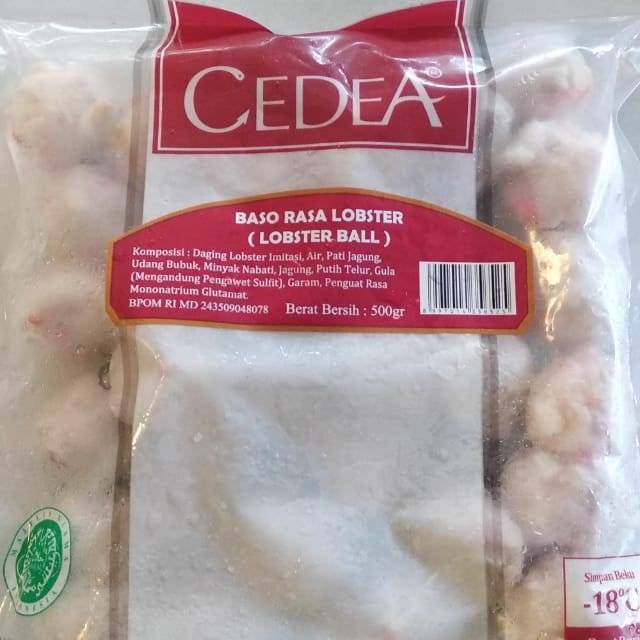 CEDEA®
BASO RASA LOBSTER
( LOBSTER BALL )
Komposisi : Daging Lobster Imitasi, Air, Pati Jagung,
Udang Bubuk, Minyak Nabati, Jagung, Putih Telur, Gula
(Mengandung Pengawet Sulfit), Garam, Penguat Rasa
Mononatrium Glutamat
BPOM RI MD 243509048078 Berat Bersih : 500gr
Simpan Beku
-18°C